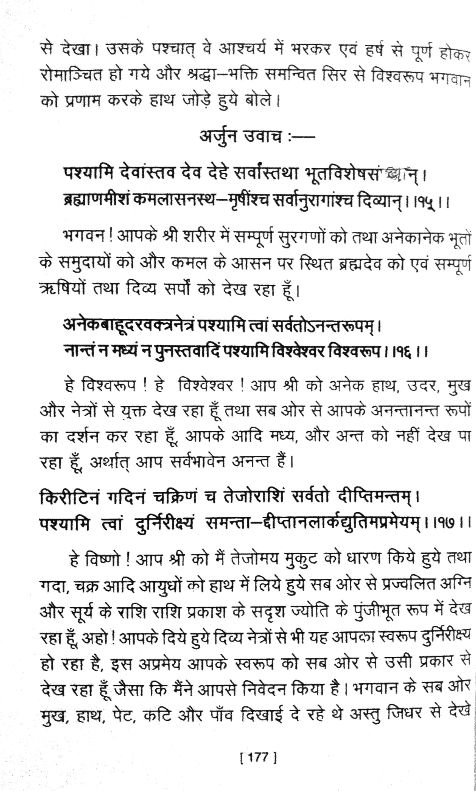 से देखा। उसके पश्चात् वे आश्चर्य में भरकर एवं हर्ष से पूर्ण होकर
रोमाञ्चित हो गये और श्रद्धा–भक्ति समन्वित सिर से विश्वरूप भगवान
को प्रणाम करके हाथ जोड़े हुये बोले।
अर्जुन उवाच :—–
पश्यामि देवांस्तव देव देहे सर्वांस्तथा भूतविशेषसं न्।
ब्रह्माणमीशं कमलासनस्थ–मृषींश्च सर्वानुरागांश्च दिव्यान्।।१५्।।
भगवन ! आपके श्री शरीर में सम्पूर्ण सुरगणों को तथा अनेकानेक भूतों
के समुदायों को और कमल के आसन पर स्थित ब्रह्मदेव को एवं सम्पूर्ण
ऋषियों तथा दिव्य सर्पों को देख रहा हूँ।
अनेकबाहूदरवक्त्रनेत्रं पश्यामि त्वां सर्वतोऽनन्तरूपम्।
नान्तं न मध्यं न पुनस्तवादिं पश्यामि विश्वेश्वर विश्वरूप।।१६।।
हे विश्वरूप ! हे विश्वेश्वर ! आप श्री को अनेक हाथ, उदर, मुख
और नेत्रों से युक्त देख रहा हूँ तथा सब ओर से आपके अनन्तानन्त रूपों
का दर्शन कर रहा हूँ, आपके आदि मध्य, और अन्त को नहीं देख पा
रहा हूँ, अर्थात् आप सर्वभावेन अनन्त हैं।
किरीटिनं गदिनं चक्रिणं च तेजोराशिं सर्वतो दीप्तिमन्तम्।
पश्यामि त्वां दुर्निरीक्ष्यं समन्ता–द्दीप्तानलार्कद्युतिमप्रमेयम्।।१७।।
हे विष्णो ! आप श्री को मैं तेजोमय मुकुट को धारण किये हुये तथा
गदा, चक्र आदि आयुधों को हाथ में लिये हुये सब ओर से प्रज्वलित अग्नि
और सूर्य के राशि राशि प्रकाश के सदृश ज्योति के पुंजीभूत रूप में देख
रहा हूँ, अहो ! आपके दिये हुये दिव्य नेत्रों से भी यह आपका स्वरूप दुर्निरीक्ष्य
हो रहा है, इस अप्रमेय आपके स्वरूप को सब ओर से उसी प्रकार से
देख रहा हूँ जैसा कि मैंने आपसे निवेदन किया है। भगवान के सब ओर
मुख, हाथ, पेट, कटि और पाँव दिखाई दे रहे थे अस्तु जिधर से देखे
[ 177 ]